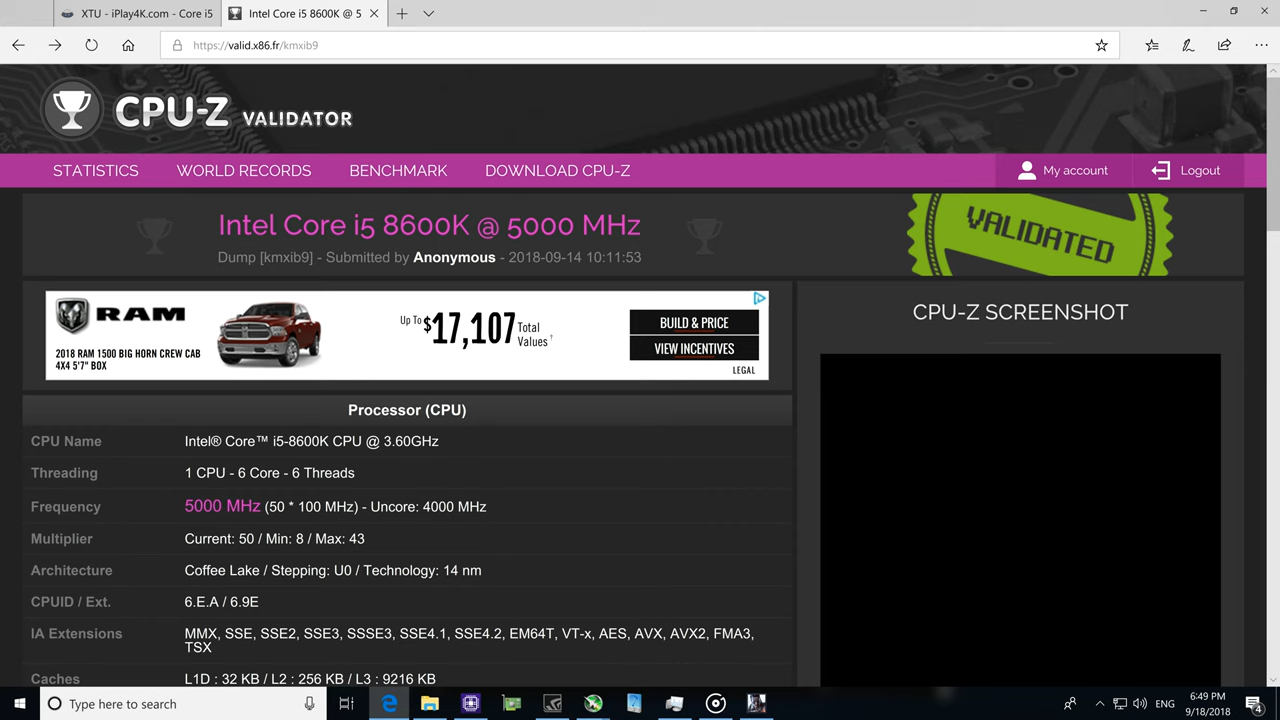 XTU - iPlay4K.com - Core i5
Intel Core i5 8600K @ 5
https://valid.x86.fr/kmxib9
CPU-Z VALIDATOR
STATISTICS WORLD RECORDS BENCHMARK DOWNLOAD CPU-Z My account Logout
Intel Core i5 8600K @ 5000 MHz
VALIDATED
Dump [kmxib9] - Submitted by Anonymous - 2018-09-14 10:11:53
RAM
2018 RAM 1500 BIG HORN CREW CAB
4X4 5'7" BOX
Up To $17,107 Total Values†
BUILD & PRICE
VIEW INCENTIVES
LEGAL
CPU-Z SCREENSHOT
Processor (CPU)
CPU Name Intel® Core™ i5-8600K CPU @ 3.60GHz
Threading 1 CPU - 6 Core - 6 Threads
Frequency 5000 MHz (50 * 100 MHz) - Uncore: 4000 MHz
Multiplier Current: 50 / Min: 8 / Max: 43
Architecture Coffee Lake / Stepping: U0 / Technology: 14 nm
CPUID / Ext. 6.E.A / 6.9E
IA Extensions MMX, SSE, SSE2, SSE3, SSSE3, SSE4.1, SSE4.2, EM64T, VT-x, AES, AVX, AVX2, FMA3,
TSX
Caches L1D : 32 KB / L2 : 256 KB / L3 : 9216 KB
Type here to search
ENG
6:49 PM
9/18/2018
4